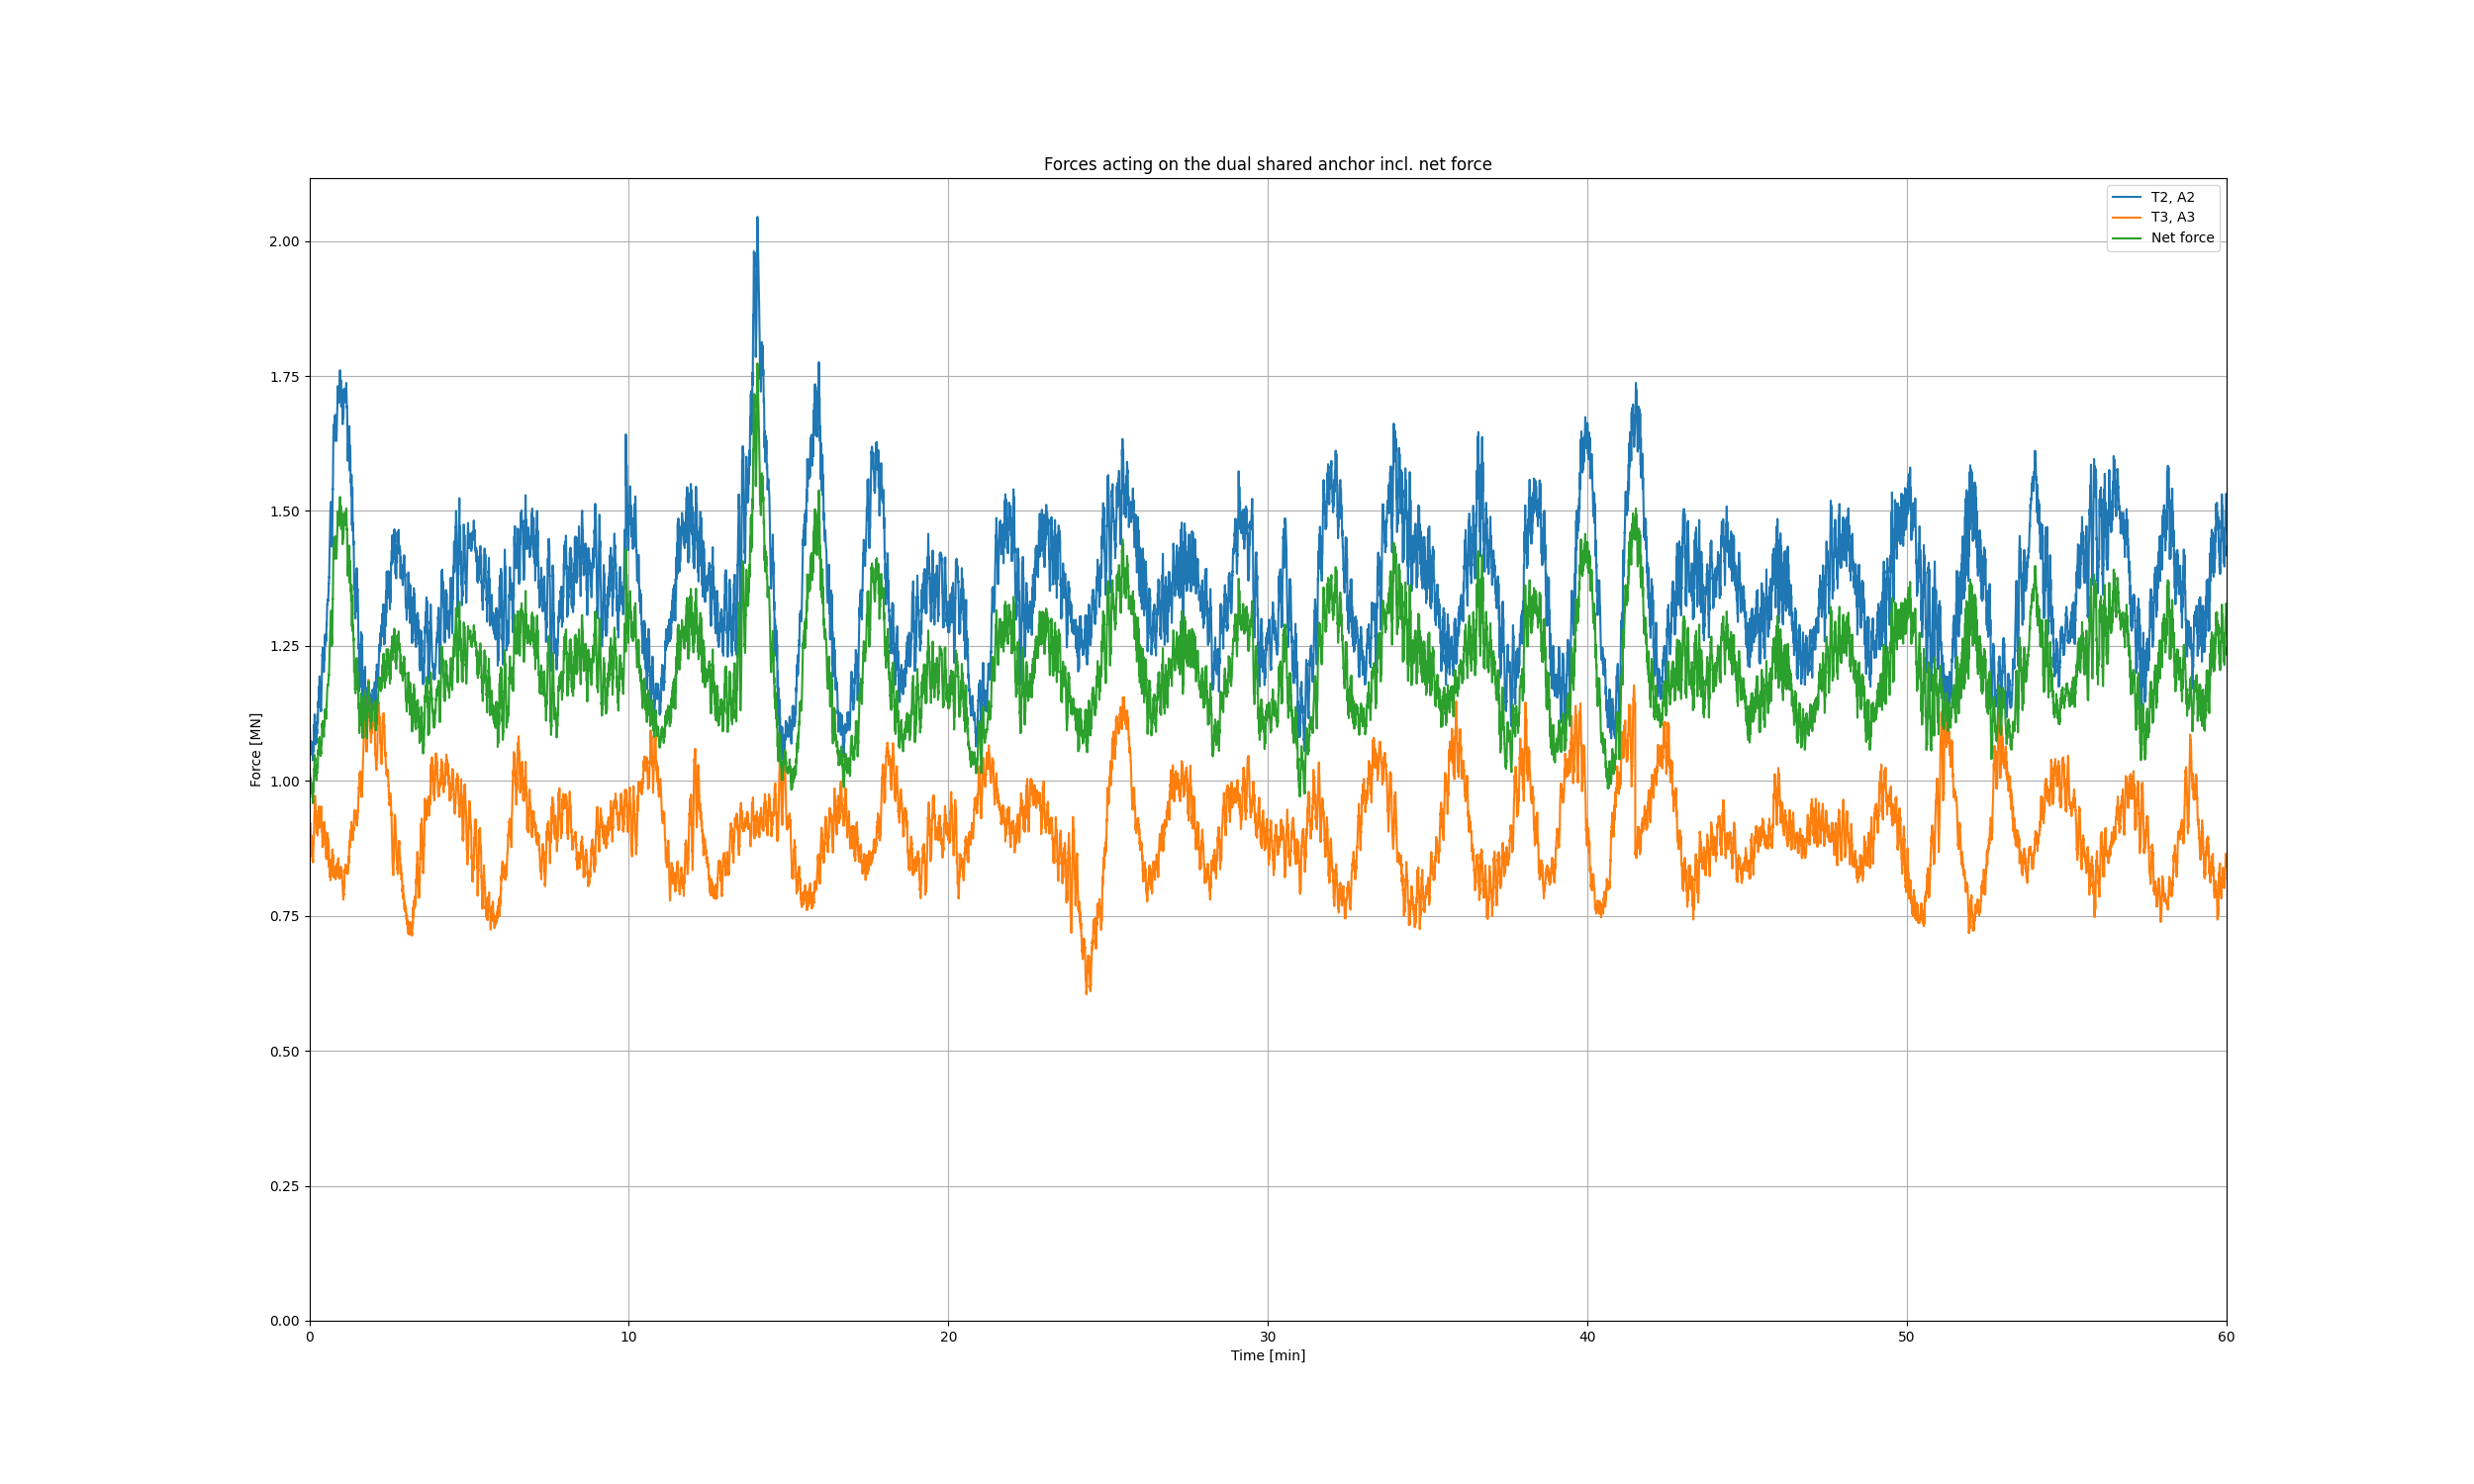 Forces acting on the dual shared anchor incl. net force
T2, A2
T3, A3
Net force
2.00
1.75
1.50
1.25
1.00
0.75
0.50
0.25
0.00
Force [MN]
0 10 20 30 40 50 60
Time [min]